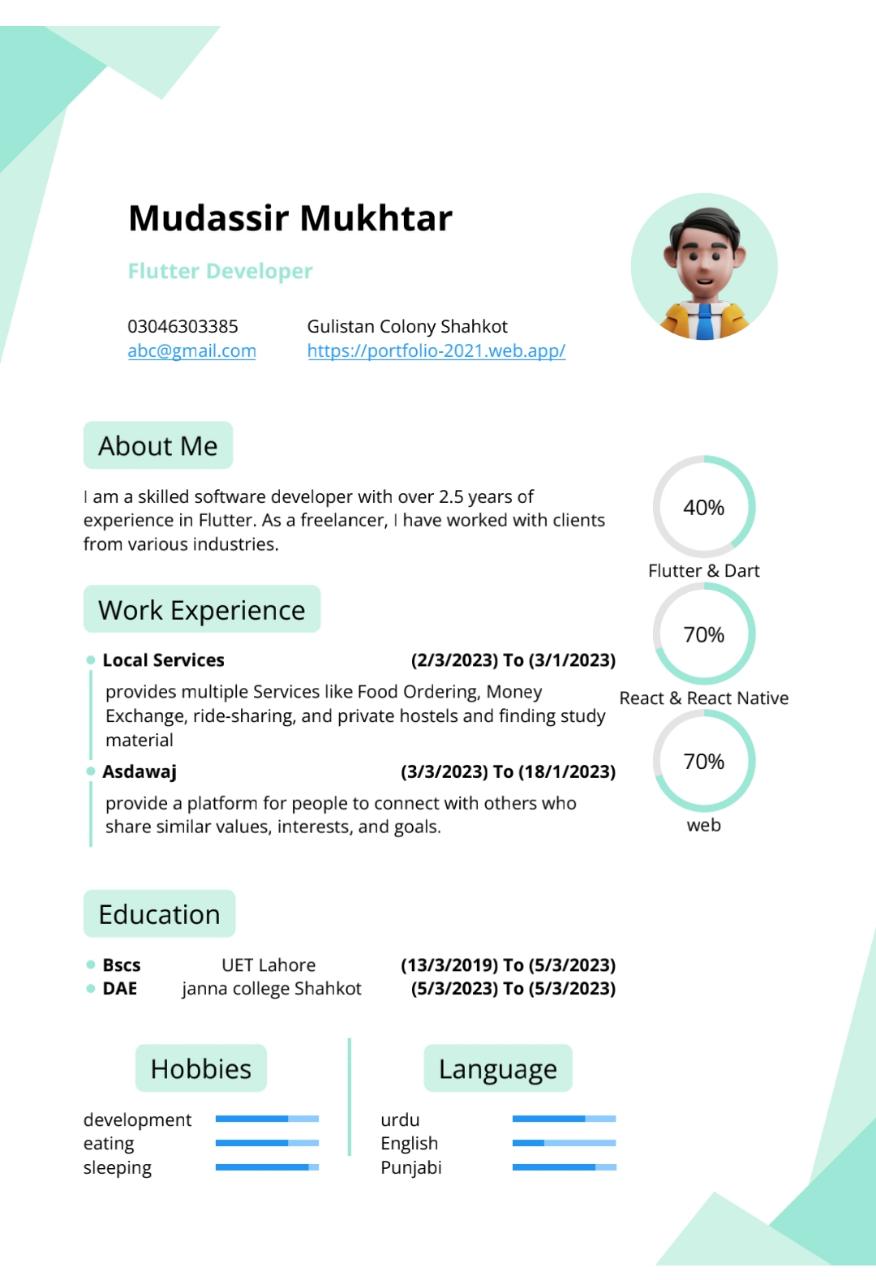 Mudassir Mukhtar
Flutter Developer
03046303385
Gulistan Colony Shahkot
abc@gmail.com
https://portfolio-2021.web.app/
About Me
I am a skilled software developer with over 2.5 years of
experience in Flutter. As a freelancer, I have worked with clients
from various industries.
40%
Flutter & Dart
70%
React & React Native
70%
web
Work Experience
Local Services (2/3/2023) To (3/1/2023)
provides multiple Services like Food Ordering, Money
Exchange, ride-sharing, and private hostels and finding study
material
Asdawaj (3/3/2023) To (18/1/2023)
provide a platform for people to connect with others who
share similar values, interests, and goals.
Education
Bscs UET Lahore (13/3/2019) To (5/3/2023)
DAE janna college Shahkot (5/3/2023) To (5/3/2023)
Hobbies
development
eating
sleeping
Language
urdu
English
Punjabi